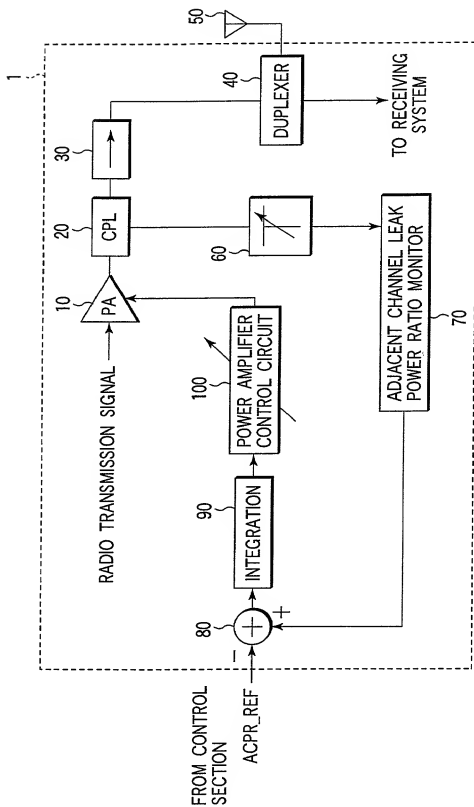 1
50
40
DUPLEXER
TO RECEIVING
SYSTEM
30
20
CPL
60
10
PA
RADIO TRANSMISSION SIGNAL
100
POWER AMPLIFIER
CONTROL CIRCUIT
ADJACENT CHANNEL LEAK
POWER RATIO MONITOR
70
90
INTEGRATION
80
+
+
−
FROM CONTROL
SECTION
ACPR_REF